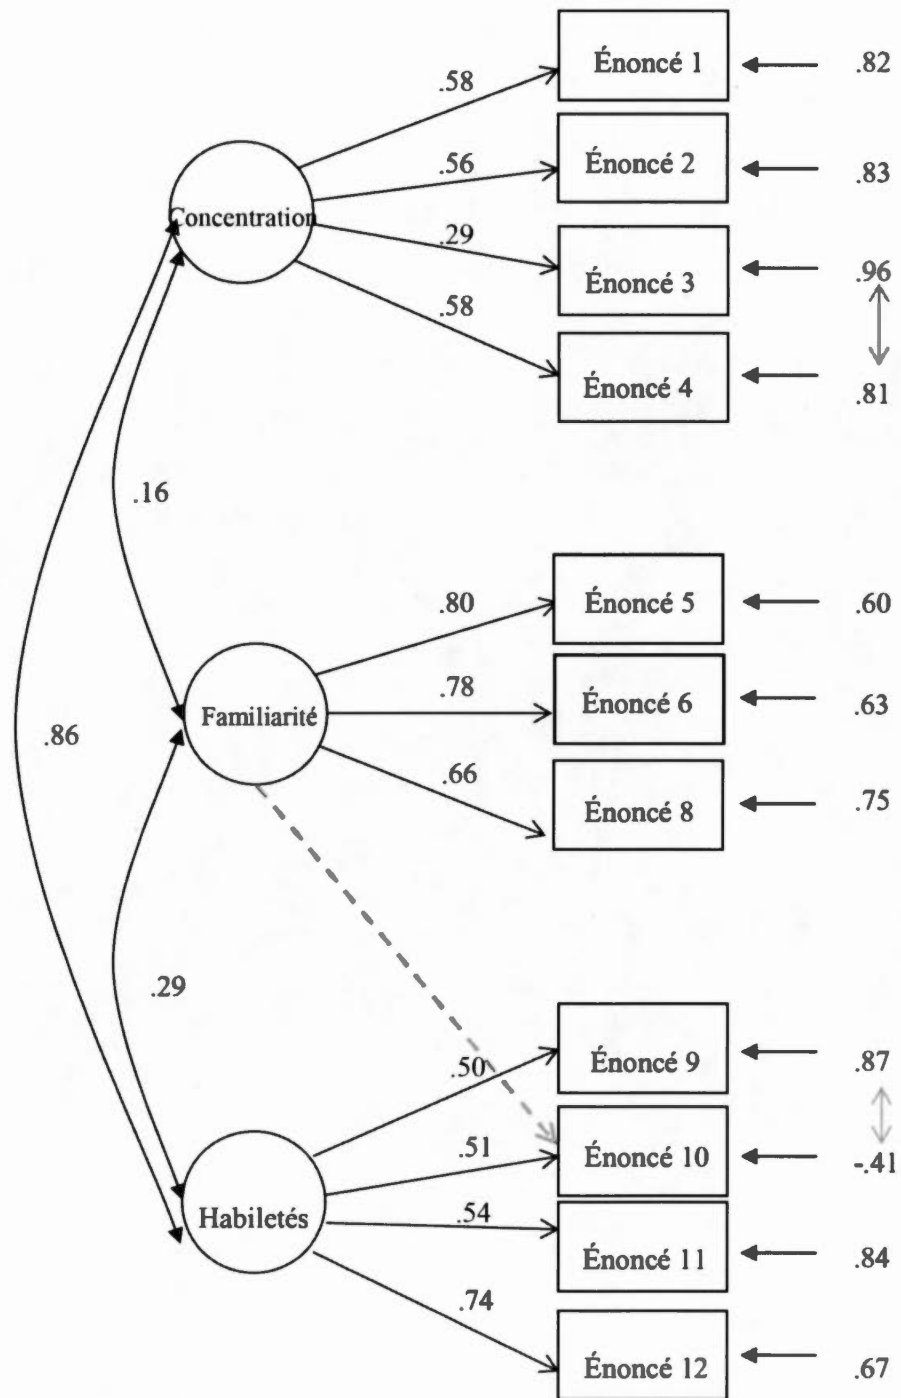 Énoncé 1
.82
.58
Énoncé 2
.83
.56
Concentration
.29
Énoncé 3
.96
.58
Énoncé 4
.81
.16
.80
Énoncé 5
.60
.78
Familiarité
Énoncé 6
.63
.86
.66
Énoncé 8
.75
.29
.50
Énoncé 9
.87
.51
Énoncé 10
-.41
Habiletés
.54
Énoncé 11
.84
.74
Énoncé 12
.67